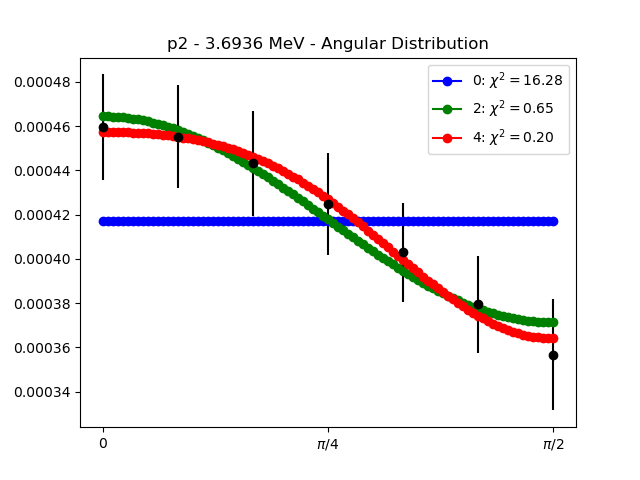 p2 - 3.6936 MeV - Angular Distribution
0.00048
0.00046
0.00044
0.00042
0.00040
0.00038
0.00036
0.00034
0: χ² = 16.28
2: χ² = 0.65
4: χ² = 0.20
0
π/4
π/2